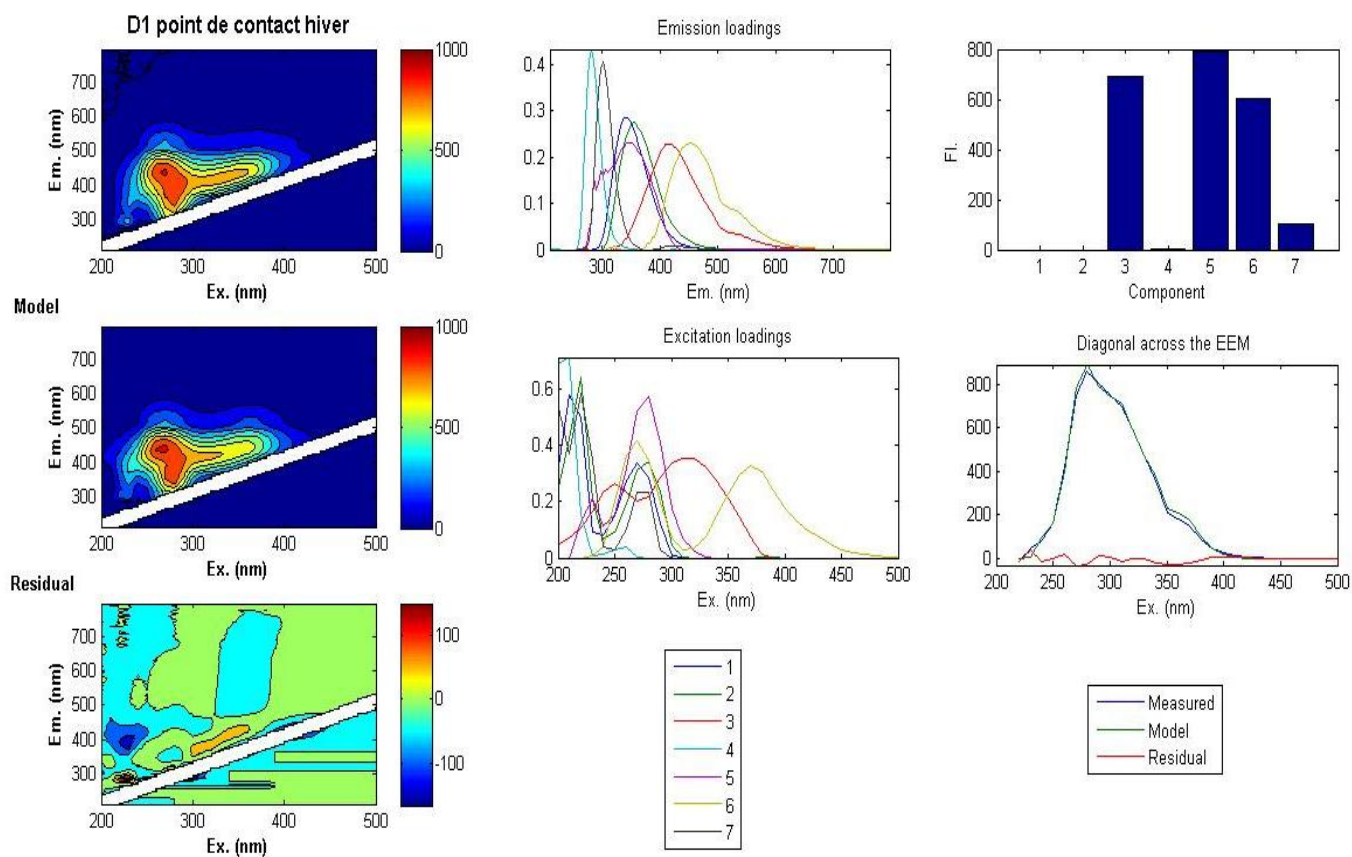 D1 point de contact hiver
Em. (nm)
700
600
500
400
300
200 300 400 500
Ex. (nm)
1000
500
0
Emission loadings
0.4
0.3
0.2
0.1
0
300 400 500 600 700
Em. (nm)
Fl.
800
600
400
200
0
1 2 3 4 5 6 7
Component
Model
Em. (nm)
700
600
500
400
300
200 300 400 500
Ex. (nm)
1000
500
0
Excitation loadings
0.6
0.4
0.2
0
200 250 300 350 400 450 500
Ex. (nm)
Diagonal across the EEM
800
600
400
200
0
200 250 300 350 400 450 500
Ex. (nm)
Residual
Em. (nm)
700
600
500
400
300
200 300 400 500
Ex. (nm)
100
0
-100
1
2
3
4
5
6
7
Measured
Model
Residual